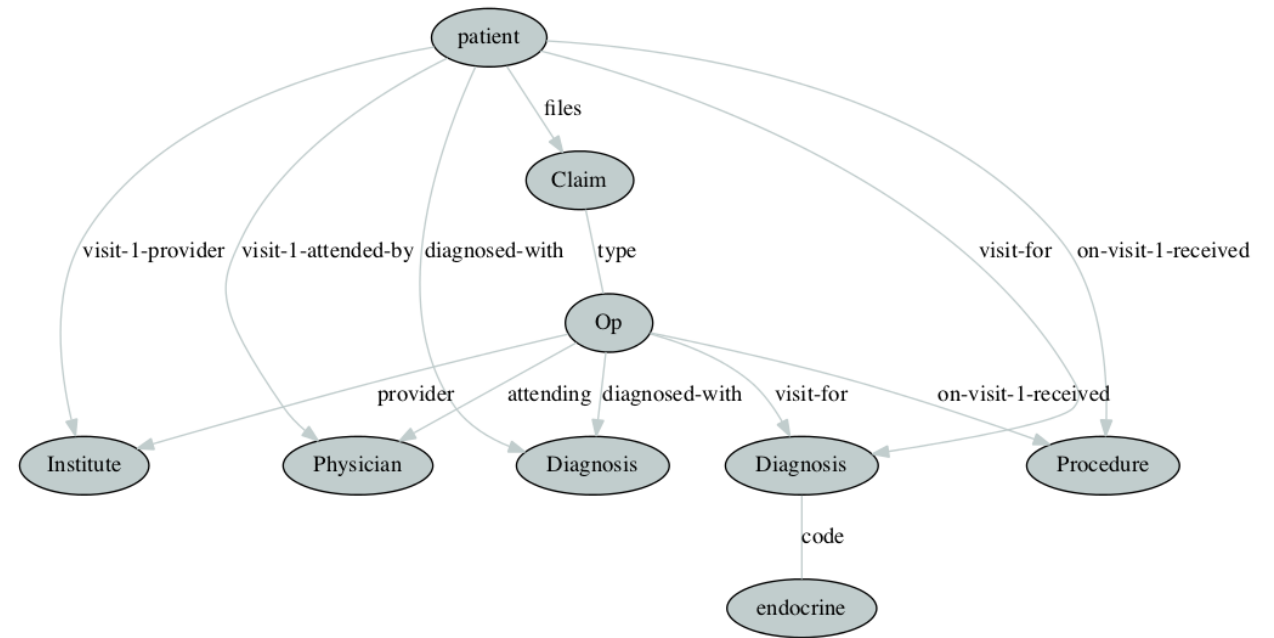 patient
files
Claim
visit-1-provider visit-1-attended-by diagnosed-with type visit-for on-visit-1-received
Op
provider attending diagnosed-with visit-for on-visit-1-received
Institute Physician Diagnosis Diagnosis Procedure
code
endocrine